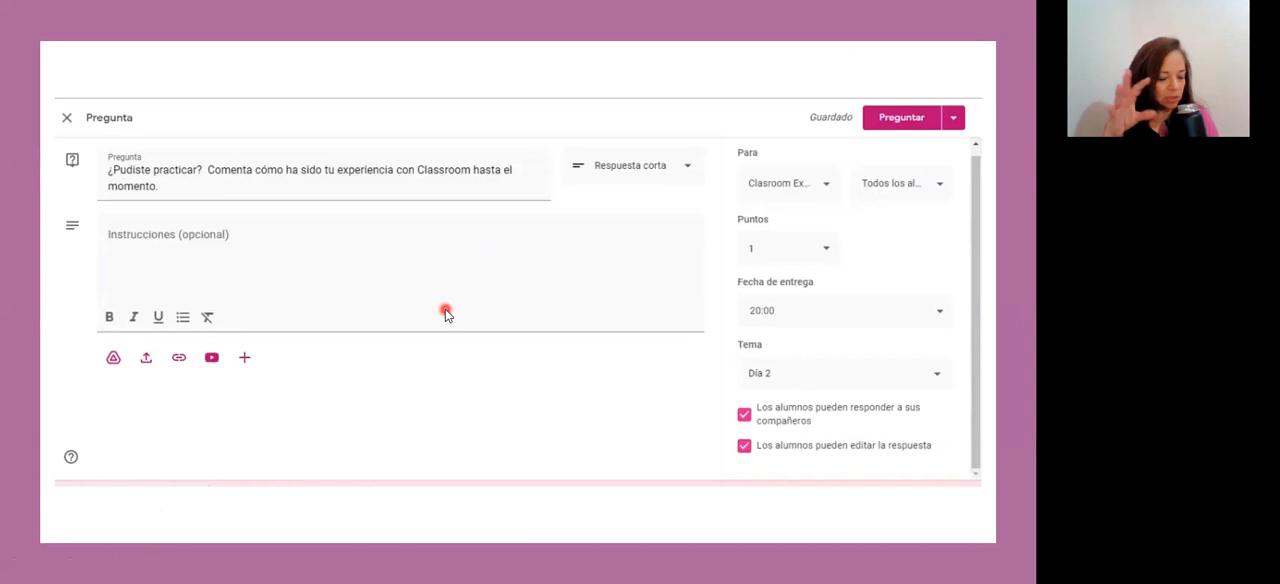 Pregunta
Guardado
Preguntar
Pregunta
¿Pudiste practicar? Comenta cómo ha sido tu experiencia con Classroom hasta el
momento.
Respuesta corta
Instrucciones (opcional)
B I U
Para
Clasroom Ex...
Todos los al...
Puntos
1
Fecha de entrega
20:00
Tema
Día 2
Los alumnos pueden responder a sus
compañeros
Los alumnos pueden editar la respuesta